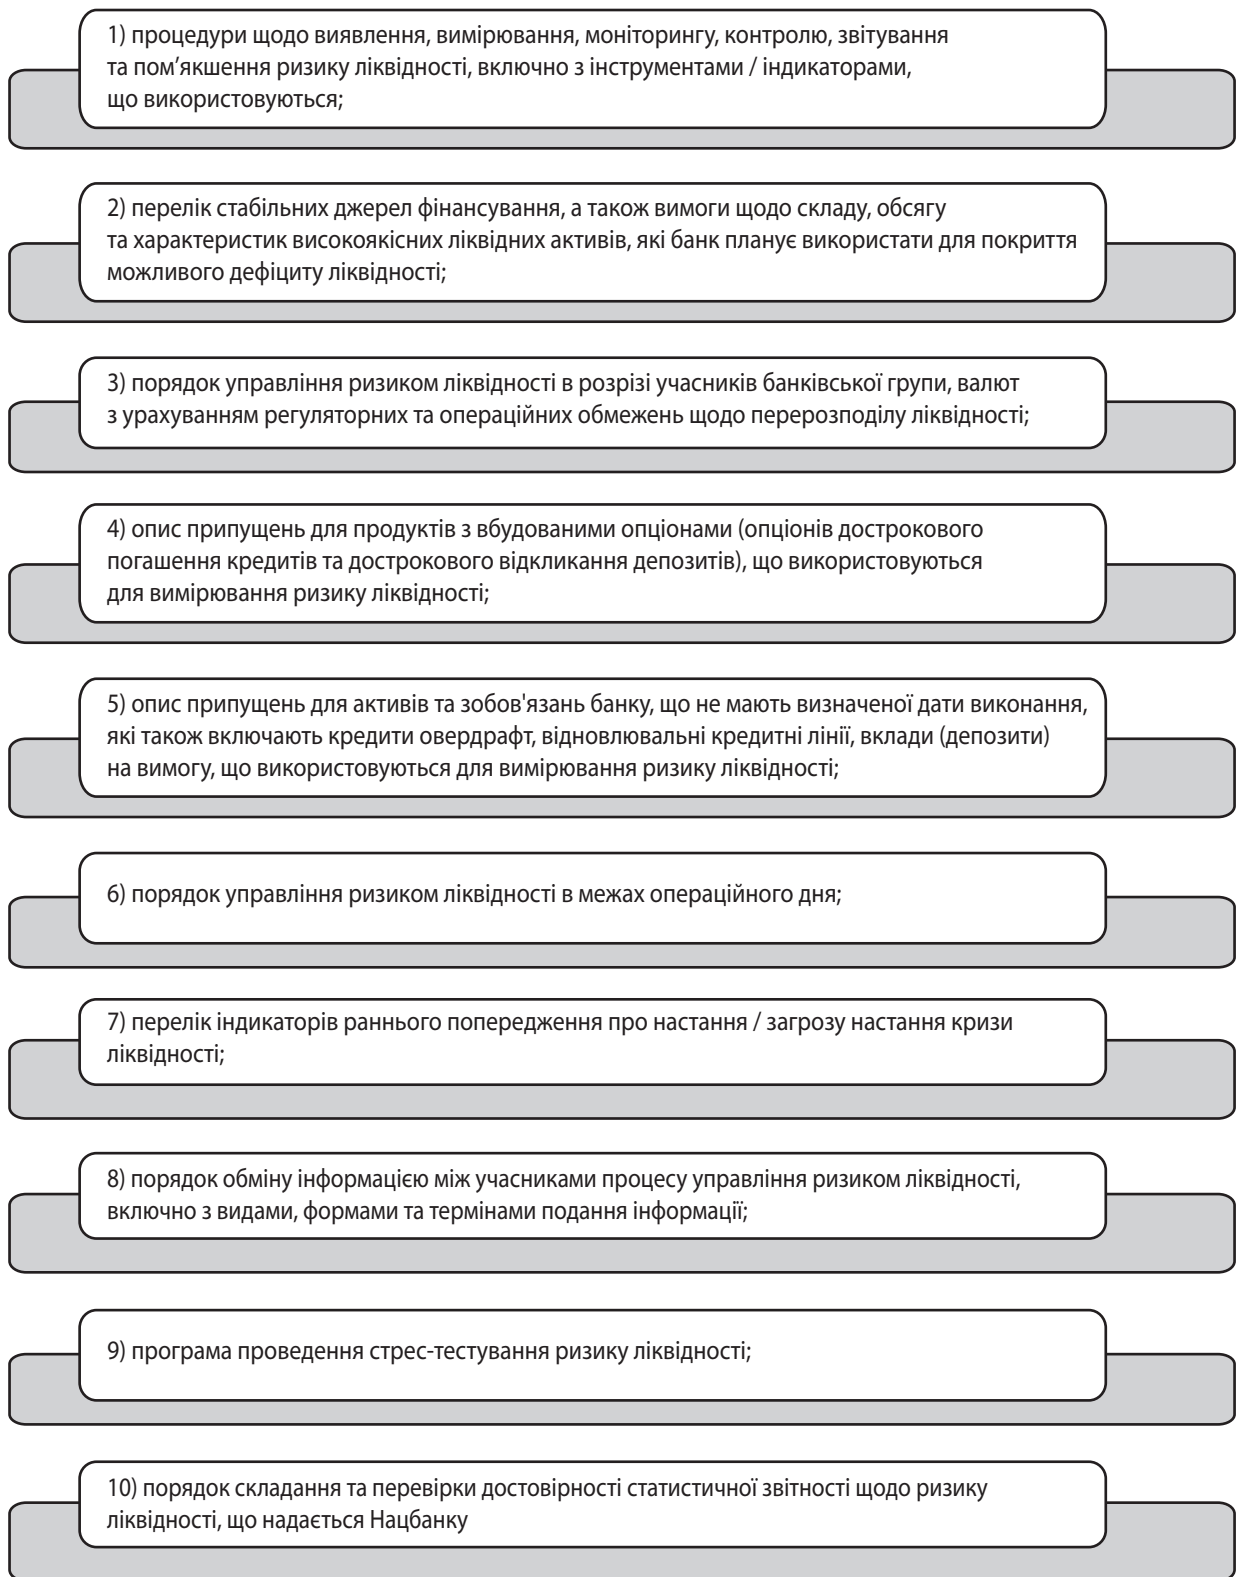 1) процедури щодо виявлення, вимірювання, моніторингу, контролю, звітування
та пом’якшення ризику ліквідності, включно з інструментами / індикаторами,
що використовуються;
2) перелік стабільних джерел фінансування, а також вимоги щодо складу, обсягу
та характеристик високоякісних ліквідних активів, які банк планує використати для покриття
можливого дефіциту ліквідності;
3) порядок управління ризиком ліквідності в розрізі учасників банківської групи, валют
з урахуванням регуляторних та операційних обмежень щодо перерозподілу ліквідності;
4) опис припущень для продуктів з вбудованими опціонами (опціонів дострокового
погашення кредитів та дострокового відкликання депозитів), що використовуються
для вимірювання ризику ліквідності;
5) опис припущень для активів та зобов'язань банку, що не мають визначеної дати виконання,
які також включають кредити овердрафт, відновлювальні кредитні лінії, вклади (депозити)
на вимогу, що використовуються для вимірювання ризику ліквідності;
6) порядок управління ризиком ліквідності в межах операційного дня;
7) перелік індикаторів раннього попередження про настання / загрозу настання кризи
ліквідності;
8) порядок обміну інформацією між учасниками процесу управління ризиком ліквідності,
включно з видами, формами та термінами подання інформації;
9) програма проведення стрес-тестування ризику ліквідності;
10) порядок складання та перевірки достовірності статистичної звітності щодо ризику
ліквідності, що надається Нацбанку